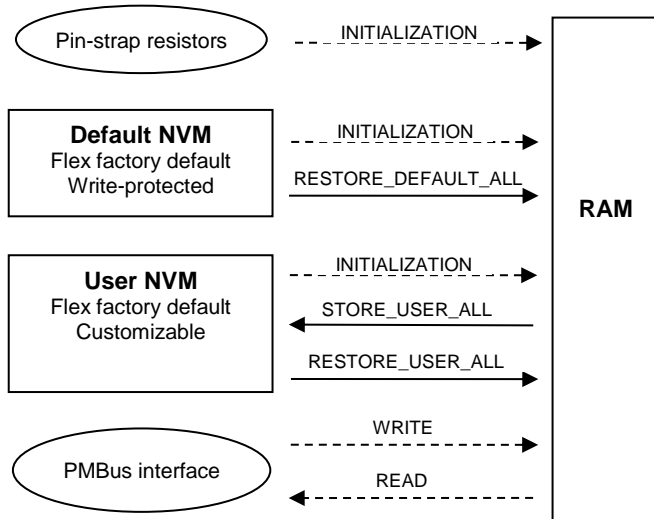 Pin-strap resistors
INITIALIZATION
Default NVM
Flex factory default
Write-protected
INITIALIZATION
RESTORE_DEFAULT_ALL
RAM
User NVM
Flex factory default
Customizable
INITIALIZATION
STORE_USER_ALL
RESTORE_USER_ALL
PMBus interface
WRITE
READ